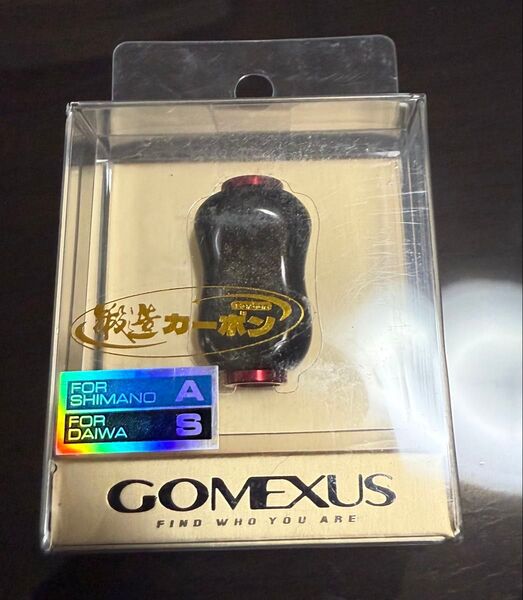 鍛造カーボン
FOR SHIMANO A
FOR DAIWA S
GOMEXUS
FIND WHO YOU ARE